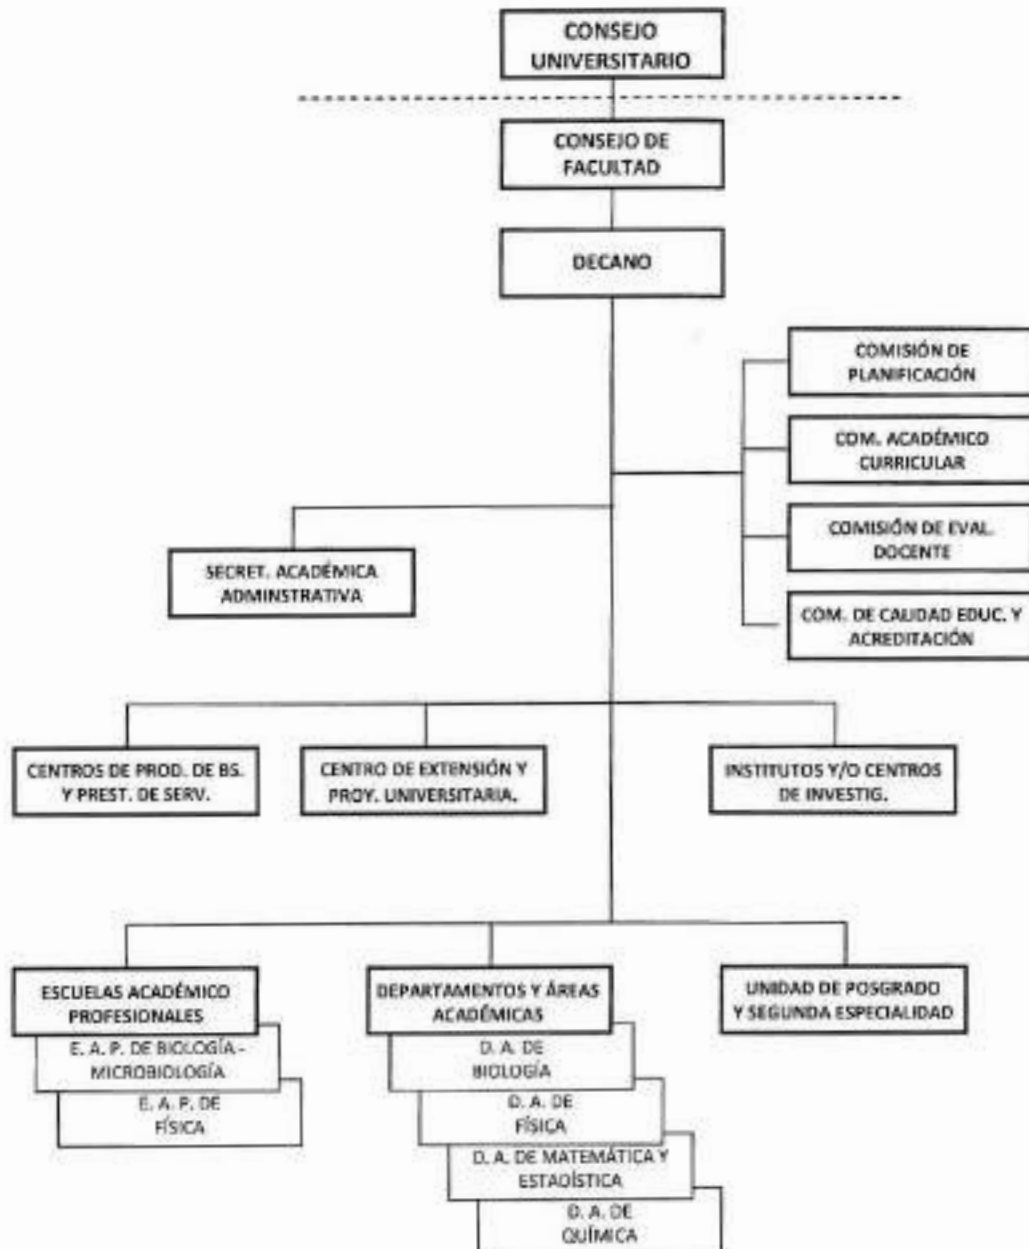 CONSEJO
UNIVERSITARIO
CONSEJO DE
FACULTAD
DECANO
COMISIÓN DE
PLANIFICACIÓN
COM. ACADÉMICO
CURRICULAR
COMISIÓN DE EVAL.
DOCENTE
COM. DE CALIDAD EDUC. Y
ACREDITACIÓN
SECRET. ACADÉMICA
ADMINSTRATIVA
CENTROS DE PROD. DE BS.
Y PREST. DE SERV.
CENTRO DE EXTENSIÓN Y
PROY. UNIVERSITARIA.
INSTITUTOS Y/O CENTROS
DE INVESTIG.
ESCUELAS ACADÉMICO
PROFESIONALES
E. A. P. DE BIOLOGÍA -
MICROBIOLOGÍA
E. A. P. DE
FÍSICA
DEPARTAMENTOS Y ÁREAS
ACADÉMICAS
D. A. DE
BIOLOGÍA
D. A. DE
FÍSICA
D. A. DE MATEMÁTICA Y
ESTADÍSTICA
D. A. DE
QUÍMICA
UNIDAD DE POSGRADO
Y SEGUNDA ESPECIALIDAD